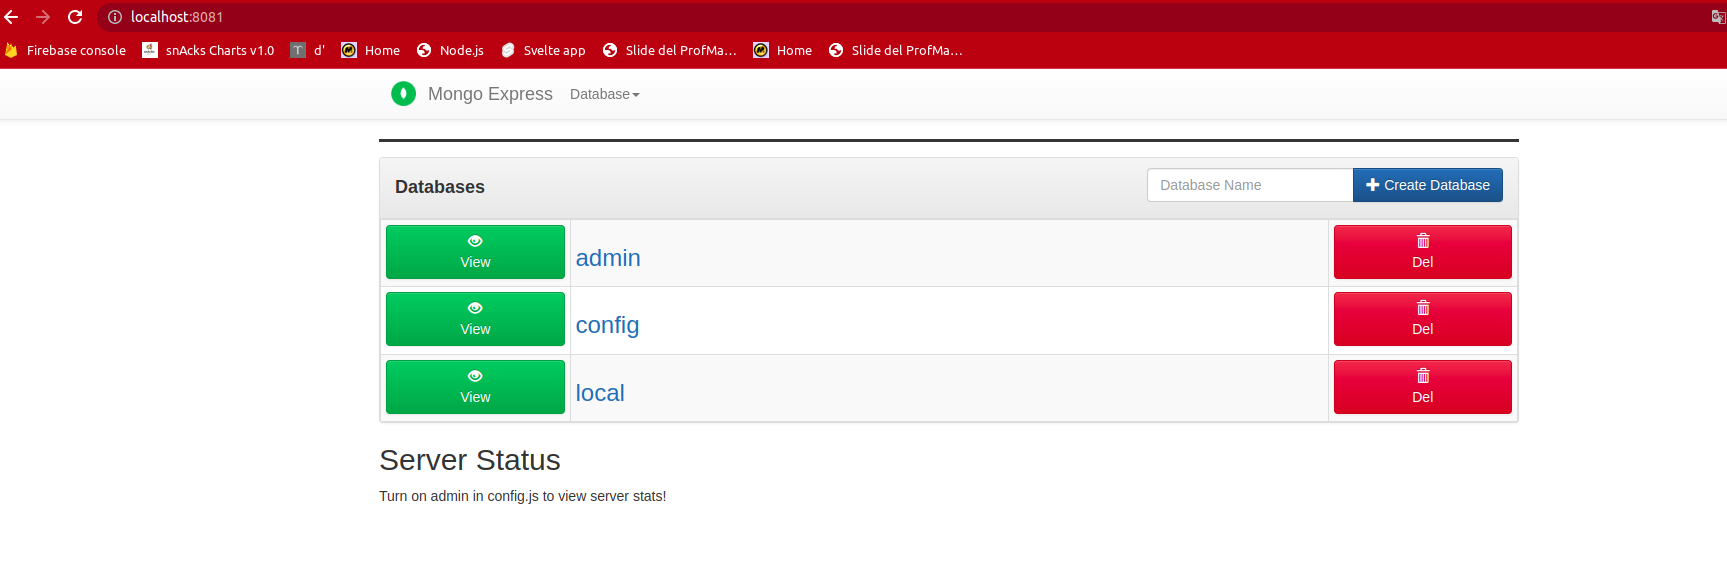 localhost:8081
Firebase console snAcks Charts v1.0 d' Home Node.js Svelte app Slide del ProfMa... Home Slide del ProfMa...
Mongo Express Database
Databases Database Name Create Database
View admin Del
View config Del
View local Del
Server Status
Turn on admin in config.js to view server stats!